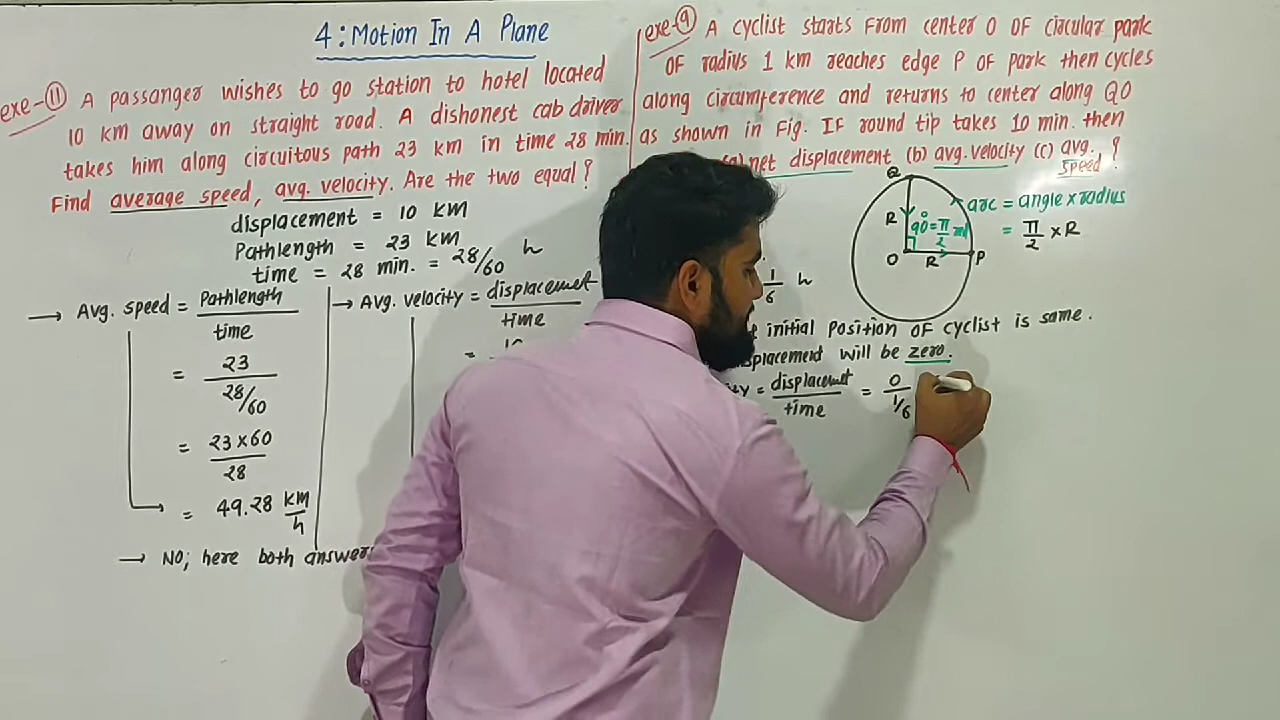 4: Motion In A Plane
exe-11 A passanger wishes to go station to hotel located
10 km away on straight road. A dishonest cab driver
takes him along circuitous path 23 km in time 28 min.
Find average speed, avg. velocity. Are the two equal?
displacement = 10 KM
Pathlength = 23 KM
time = 28 min. = 28/60 h
→ Avg. speed = Pathlength
time
= 23
28/60
= 23×60
28
= 49.28 KM
h
→ Avg. velocity = displacemet
time
=
→ NO; here both answers
exe-9 A cyclist starts From center O OF circular park
OF radius 1 km reaches edge P OF park then cycles
along circumference and returns to center along QO
as shown in Fig. IF round tip takes 10 min. then
net displacement (b) avg. velocity (c) avg. speed ?
Q
R
90° = π/2 rad
O R P
arc = angle × radius
= π/2 × R
1/6 h
initial Position OF cyclist is same.
displacement will be zero.
= displacemet
time
= 0
1/6